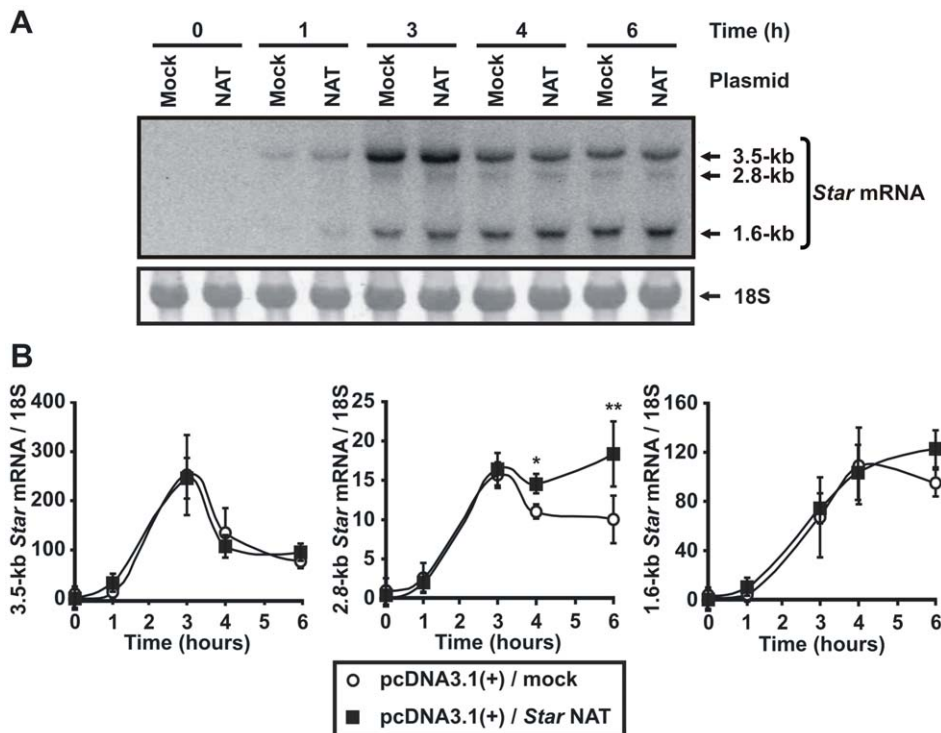 A
0 1 3 4 6 Time (h)
Mock NAT Mock NAT Mock NAT Mock NAT Mock NAT Plasmid
3.5-kb
2.8-kb
1.6-kb
Star mRNA
18S
B
3.5-kb Star mRNA / 18S
400
300
200
100
0
0 1 2 3 4 5 6
Time (hours)
2.8-kb Star mRNA / 18S
25
20
15
10
5
0
* **
0 1 2 3 4 5 6
Time (hours)
1.6-kb Star mRNA / 18S
160
120
80
40
0
0 1 2 3 4 5 6
Time (hours)
pcDNA3.1(+) / mock
pcDNA3.1(+) / Star NAT